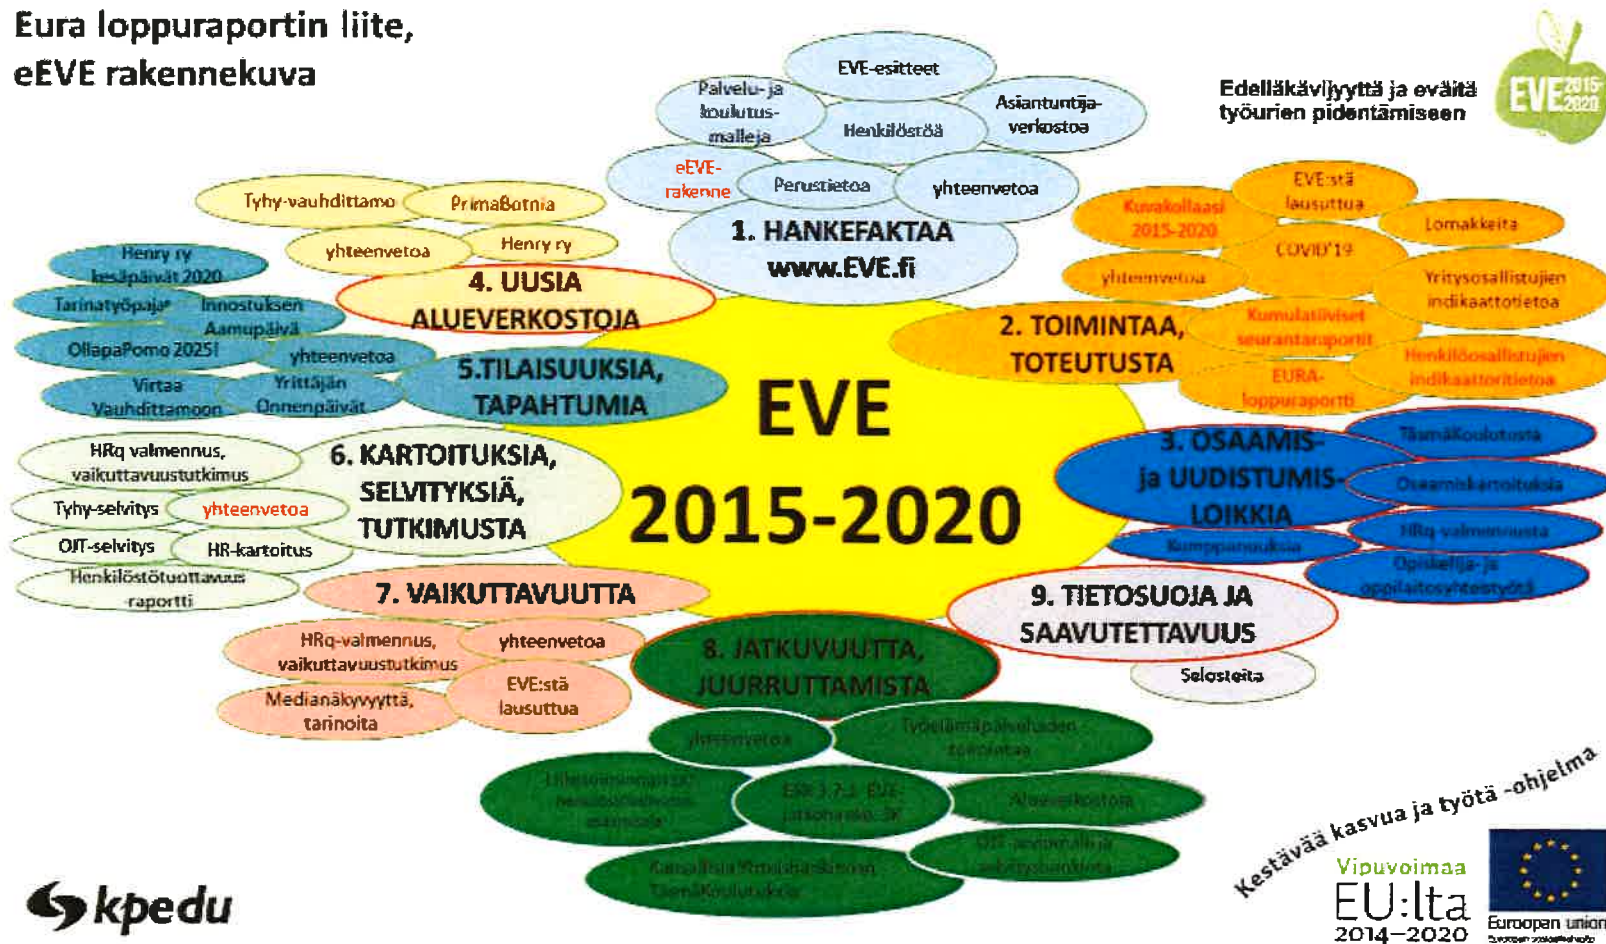 Eura loppuraportin liite,
eEVE rakennekuva
Edelläkävijyyttä ja eväitä
työurien pidentämiseen
EVE 2015-
2020
EVE-esitteet
Palvelu- ja
koulutus-
malleja
Henkilöstöä
Asiantuntija-
verkostoa
eEVE-
rakenne
Perustietoa
yhteenvetoa
1. HANKEFAKTAA
www.EVE.fi
Tyhy-vauhdittamo
PrimaBotnia
yhteenvetoa
Henry ry
4. UUSIA
ALUEVERKOSTOJA
Kuvakollaasi
2015-2020
EVE:stä
lausuttua
Lomakkeita
COVID'19
yhteenvetoa
Yritysosallistujien
indikaattotietoa
Kumulatiiviset
seurantaraportit
Henkilöosallistujien
indikaattoritietoa
EURA-
loppuraportti
2. TOIMINTAA,
TOTEUTUSTA
Henry ry
kesäpäivät 2020
Tarinatyöpajat
Innostuksen
Aamupäivä
OllapaPomo 2025!
yhteenvetoa
Virtaa
Vauhdittamoon
Yrittäjän
Onnenpäivät
5.TILAISUUKSIA,
TAPAHTUMIA
EVE
2015-2020
3. OSAAMIS-
ja UUDISTUMIS-
LOIKKIA
TäsmäKoulutusta
Osaamiskartoituksia
HRq-valmennusta
Kumppanuuksia
Opiskelija- ja
oppilaitosyhteistyötä
HRq valmennus,
vaikuttavuustutkimus
Tyhy-selvitys
yhteenvetoa
OJT-selvitys
HR-kartoitus
Henkilöstötuottavuus
-raportti
6. KARTOITUKSIA,
SELVITYKSIÄ,
TUTKIMUSTA
7. VAIKUTTAVUUTTA
HRq-valmennus,
vaikuttavuustutkimus
yhteenvetoa
Medianäkyvyyttä,
tarinoita
EVE:stä
lausuttua
9. TIETOSUOJA JA
SAAVUTETTAVUUS
Selosteita
8. JATKUVUUTTA,
JUURRUTTAMISTA
yhteenvetoa
Työelämäpalveluiden
toimintaa
Alueverkostoja
TäsmäKoulutuksia
kpedu
Kestävää kasvua ja työtä -ohjelma
Vipuvoimaa
EU:lta
2014–2020
Euroopan unioni